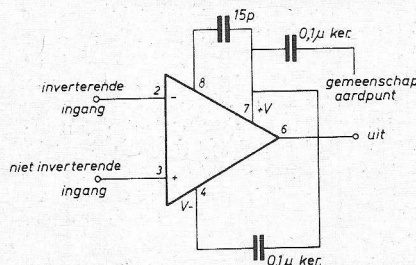 15p
0,1µ ker.
8
gemeenschap
aardpunt
inverterende
ingang
2
-
7
+V
6
uit
niet inverterende
ingang
3
+
4
V-
0,1µ ker.